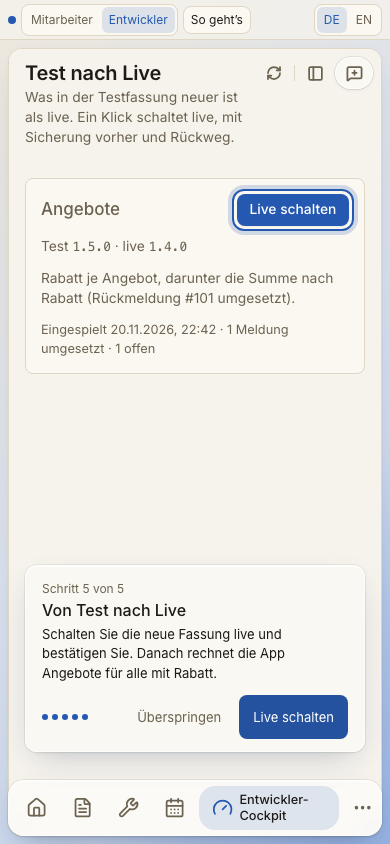 Mitarbeiter Entwickler So geht's DE EN
Test nach Live
Was in der Testfassung neuer ist
als live. Ein Klick schaltet live, mit
Sicherung vorher und Rückweg.
Angebote Live schalten
Test 1.5.0 · live 1.4.0
Rabatt je Angebot, darunter die Summe nach
Rabatt (Rückmeldung #101 umgesetzt).
Eingespielt 20.11.2026, 22:42 · 1 Meldung
umgesetzt · 1 offen
Schritt 5 von 5
Von Test nach Live
Schalten Sie die neue Fassung live und
bestätigen Sie. Danach rechnet die App
Angebote für alle mit Rabatt.
Überspringen Live schalten
Entwickler-
Cockpit